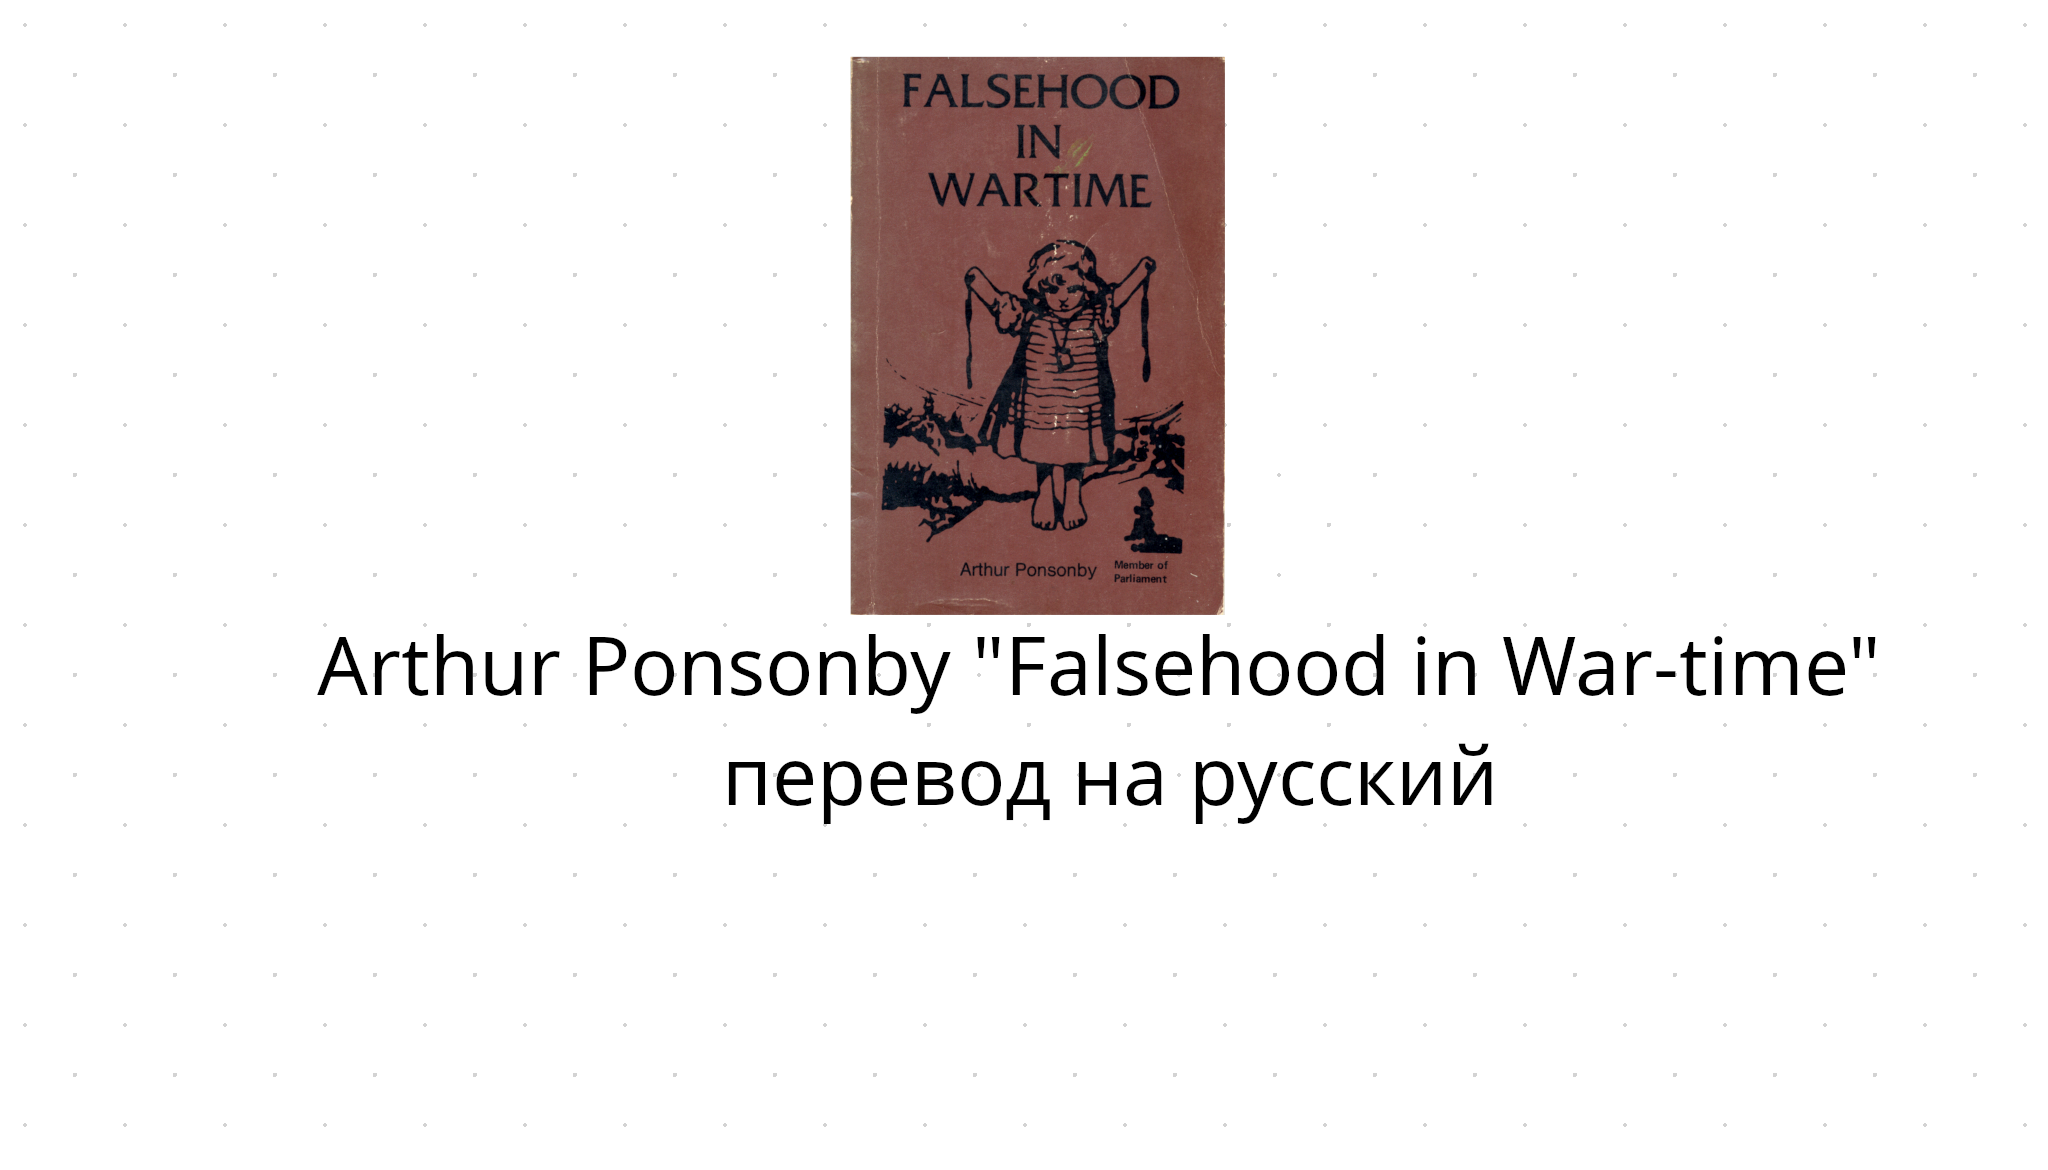 FALSEHOOD
IN
WARTIME
Arthur Ponsonby
Member of
Parliament
Arthur Ponsonby "Falsehood in War-time"
перевод на русский